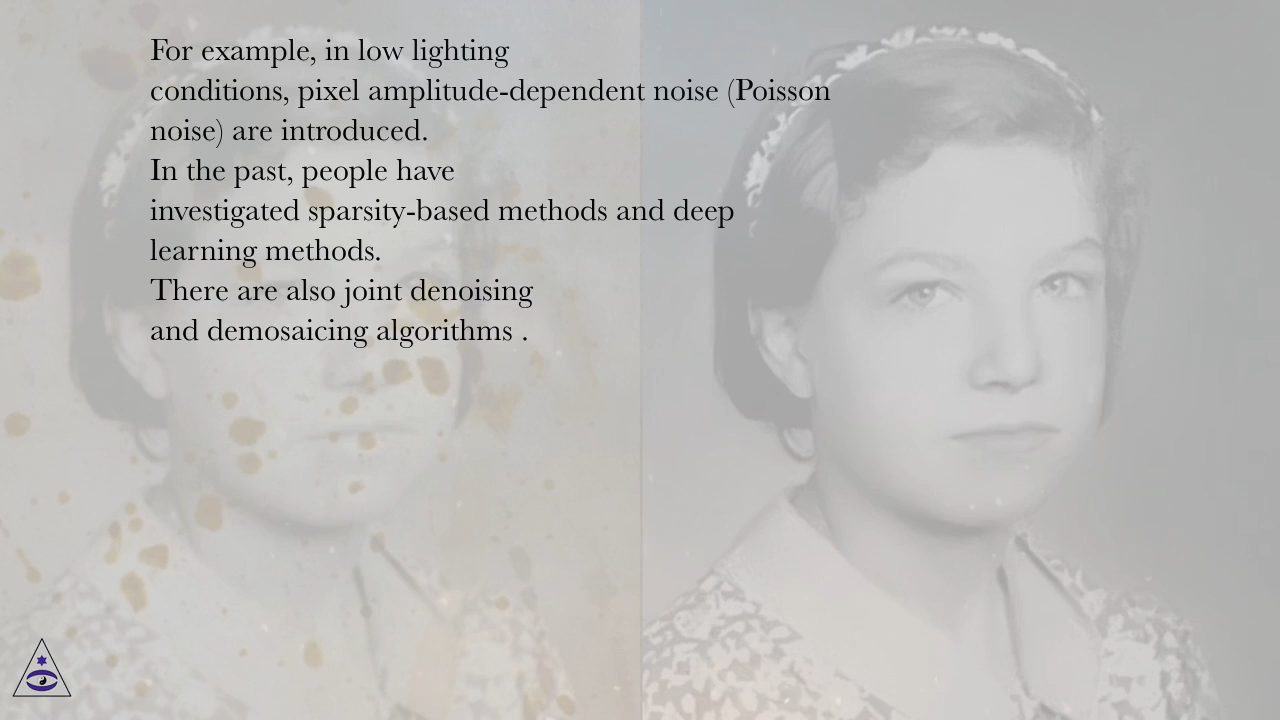 For example, in low lighting
conditions, pixel amplitude-dependent noise (Poisson
noise) are introduced.
In the past, people have
investigated sparsity-based methods and deep
learning methods.
There are also joint denoising
and demosaicing algorithms .